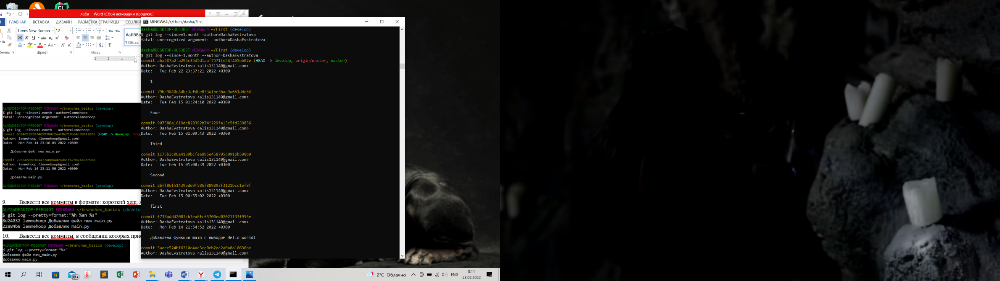 лаба - Word (Сбой активации продукта)
ГЛАВНАЯ ВСТАВКА ДИЗАЙН РАЗМЕТКА СТРАНИЦЫ ССЫЛКИ
Times New Roman 12
Ж К Ч abc x₂ x²
АаБбВв
¶ Обычн
Шрифт Абзац
3 2 1
ALMZ@DESKTOP-PEEO4G7 MINGW64 ~/branches_basics (develop)
$ git log --since=1.month -author=lemmehoop
fatal: unrecognized argument: -author=lemmehoop
ALMZ@DESKTOP-PEEO4G7 MINGW64 ~/branches_basics (develop)
$ git log --since=1.month --author=lemmehoop
commit 8d2403263834659384f2aaf0a710b54c988f203f (HEAD -> develop, orig
Author: lemmehoop <lemmehoop@gmail.com>
Date:   Mon Feb 14 23:16:03 2022 +0300
Добавляю файл new_main.py
commit 22884b8b618a472408bad24d41f67982449dc98e
Author: lemmehoop <lemmehoop@gmail.com>
Date:   Mon Feb 14 23:11:50 2022 +0300
Добавляю main.py
ALMZ@DESKTOP-PEEO4G7 MINGW64 ~/branches_basics (develop)
9. Вывести все коммиты в формате: короткий хеш, а
ALMZ@DESKTOP-PEEO4G7 MINGW64 ~/branches_basics (develo
$ git log --pretty=format:"%h %an %s"
8d24032 lemmehoop Добавляю файл new_main.py
22884b8 lemmehoop Добавляю main.py
10. Вывести все коммиты, в сообщении которых при
ALMZ@DESKTOP-PEEO4G7 MINGW64 ~/branches_basics (develop)
$ git log --pretty=format:"%s"
Добавляю файл new_main.py
Добавляю main.py
MINGW64:/c/Users/dasha/First
dasha@DESKTOP-UL53BJT MINGW64 ~/First (develop)
$ git log --since=1.month -author=DashaEvstratova
fatal: unrecognized argument: -author=DashaEvstratova
dasha@DESKTOP-UL53BJT MINGW64 ~/First (develop)
$ git log --since=1.month --author=DashaEvstratova
commit aba587a2fa295c35d5d1aaf7571fe54f465eb02e (HEAD -> develop, origin/master, master)
Author: DashaEvstratova <alis131140@gmail.com>
Date:   Tue Feb 22 23:37:21 2022 +0300
1
commit 79bc9840e4dbc3cfdbe833a1be3bae9a651d4e84
Author: DashaEvstratova <alis131140@gmail.com>
Date:   Tue Feb 15 01:24:10 2022 +0300
Four
commit 907588a1619dc828392b74f229fa13c5fd239856
Author: DashaEvstratova <alis131140@gmail.com>
Date:   Tue Feb 15 01:09:43 2022 +0300
Third
commit 1175b3c06a4139bcfee895e458795d091bb598b9
Author: DashaEvstratova <alis131140@gmail.com>
Date:   Tue Feb 15 01:08:39 2022 +0300
Second
commit 2bff86f514395d69f586f889893f3121bcc1ef8f
Author: DashaEvstratova <alis131140@gmail.com>
Date:   Tue Feb 15 00:55:02 2022 +0300
first
commit f738addd2083cb3ea6fcf5700ed07021133f955e
Author: DashaEvstratova <alis131140@gmail.com>
Date:   Mon Feb 14 21:54:52 2022 +0300
Добавлена функция main с выводом Hello world!
commit 5aece524bf6310c4ac3cc0eb2ec2a0a0a10636be
Author: DashaEvstratova <alis131140@gmail.com>
99+
2°C Облачно
ENG
0:11
23.02.2022